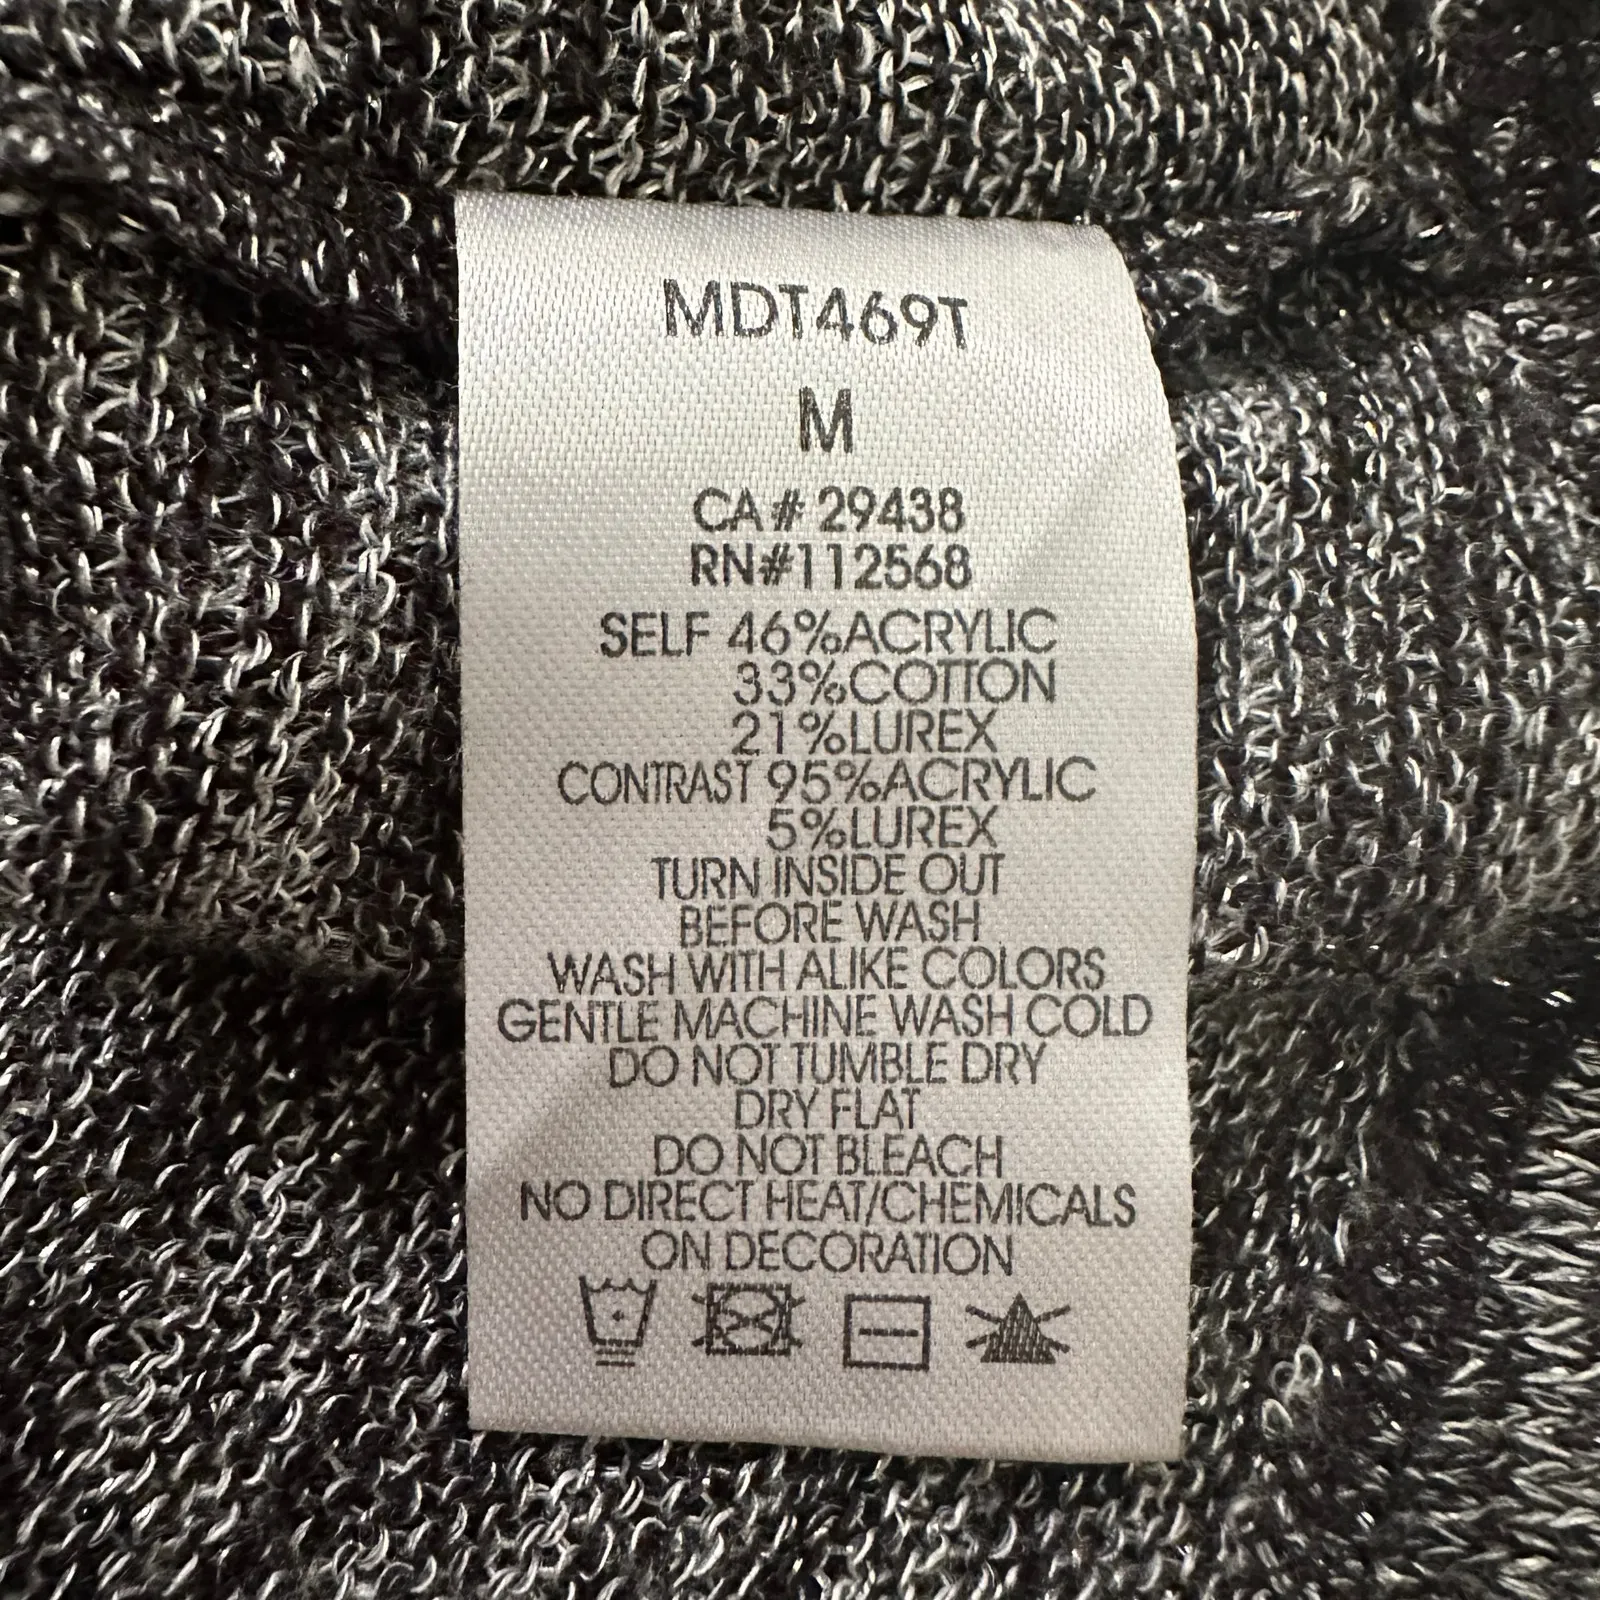 MDT469T
M
CA# 29438
RN#112568
SELF 46%ACRYLIC
33%COTTON
21%LUREX
CONTRAST 95%ACRYLIC
5%LUREX
TURN INSIDE OUT
BEFORE WASH
WASH WITH ALIKE COLORS
GENTLE MACHINE WASH COLD
DO NOT TUMBLE DRY
DRY FLAT
DO NOT BLEACH
NO DIRECT HEAT/CHEMICALS
ON DECORATION